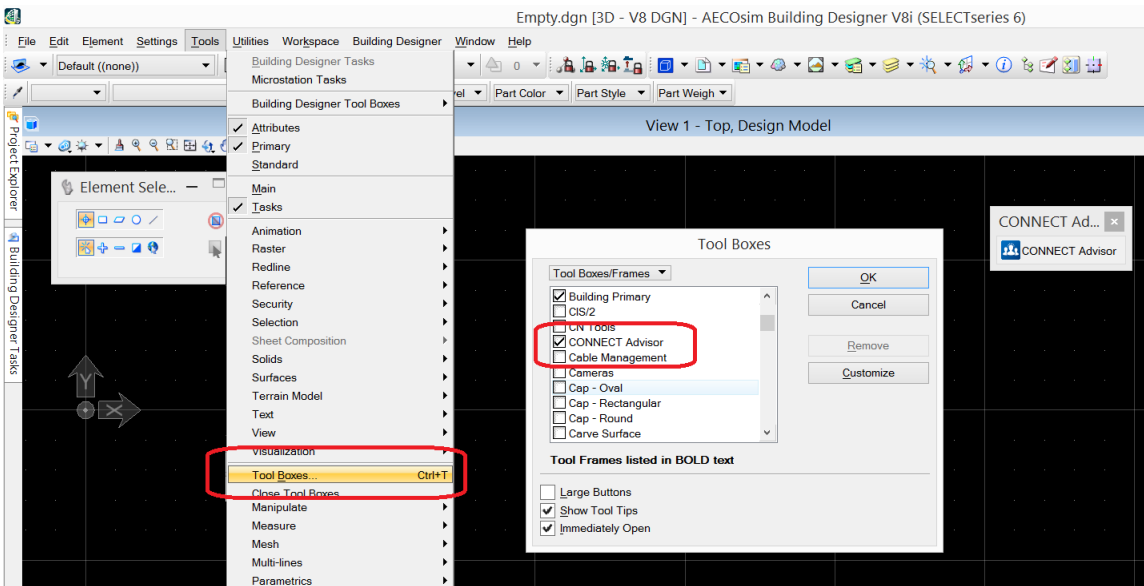 Empty.dgn [3D - V8 DGN] - AECOsim Building Designer V8i (SELECTseries 6)
File Edit Element Settings Tools Utilities Workspace Building Designer Window Help
Default ((none))
0
Part Color Part Style Part Weigh
Building Designer Tasks
Microstation Tasks
Building Designer Tool Boxes
Attributes
Primary
Standard
Main
Tasks
Animation
Raster
Redline
Reference
Security
Selection
Sheet Composition
Solids
Surfaces
Terrain Model
Text
View
Visualization
Tool Boxes... Ctrl+T
Close Tool Boxes
Manipulate
Measure
Mesh
Multi-lines
Parametrics
View 1 - Top, Design Model
Project Explorer
Building Designer Tasks
Element Sele...
Y
X
Tool Boxes
Tool Boxes/Frames
Building Primary
CIS/2
CN Tools
CONNECT Advisor
Cable Management
Cameras
Cap - Oval
Cap - Rectangular
Cap - Round
Carve Surface
OK
Cancel
Remove
Customize
Tool Frames listed in BOLD text
Large Buttons
Show Tool Tips
Immediately Open
CONNECT Ad...
CONNECT Advisor